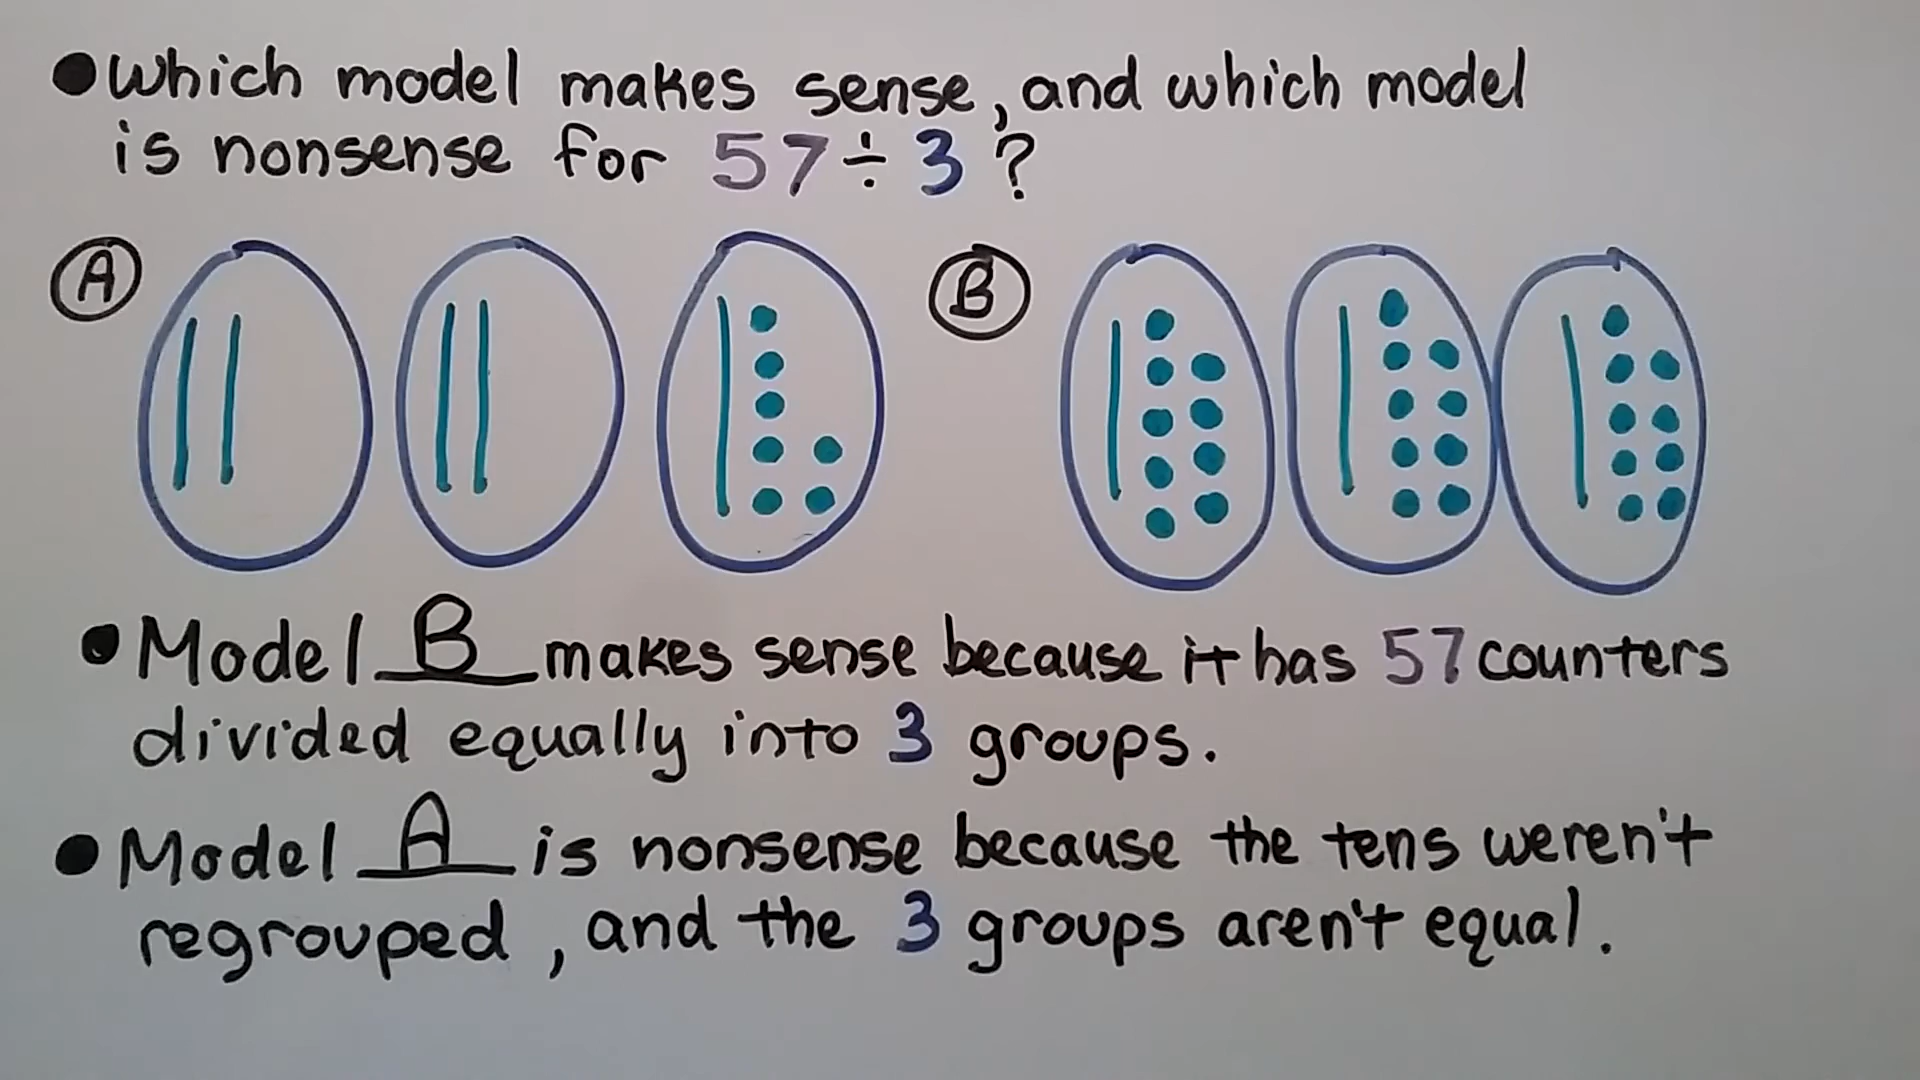 ●Which model makes sense, and which model
is nonsense for 57÷3?
A B
●Model B makes sense because it has 57 counters
divided equally into 3 groups.
●Model A is nonsense because the tens weren't
regrouped, and the 3 groups aren't equal.